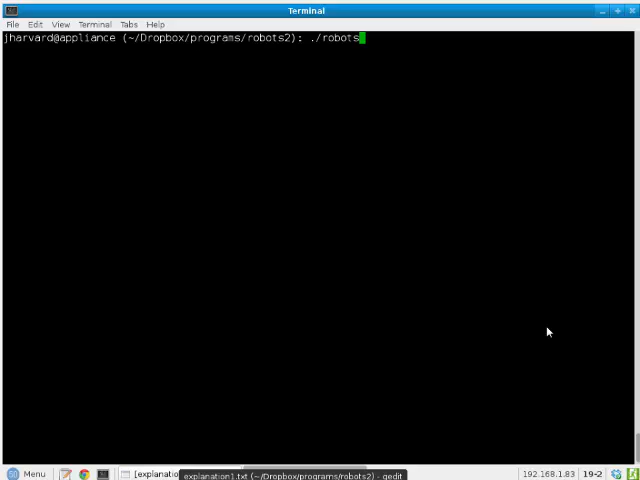 Terminal
File Edit View Terminal Tabs Help
jharvard@appliance (~/Dropbox/programs/robots2): ./robots
Menu [explanatio 192.168.1.83 19-2
explanation1.txt (~/Dropbox/programs/robots2) - gedit